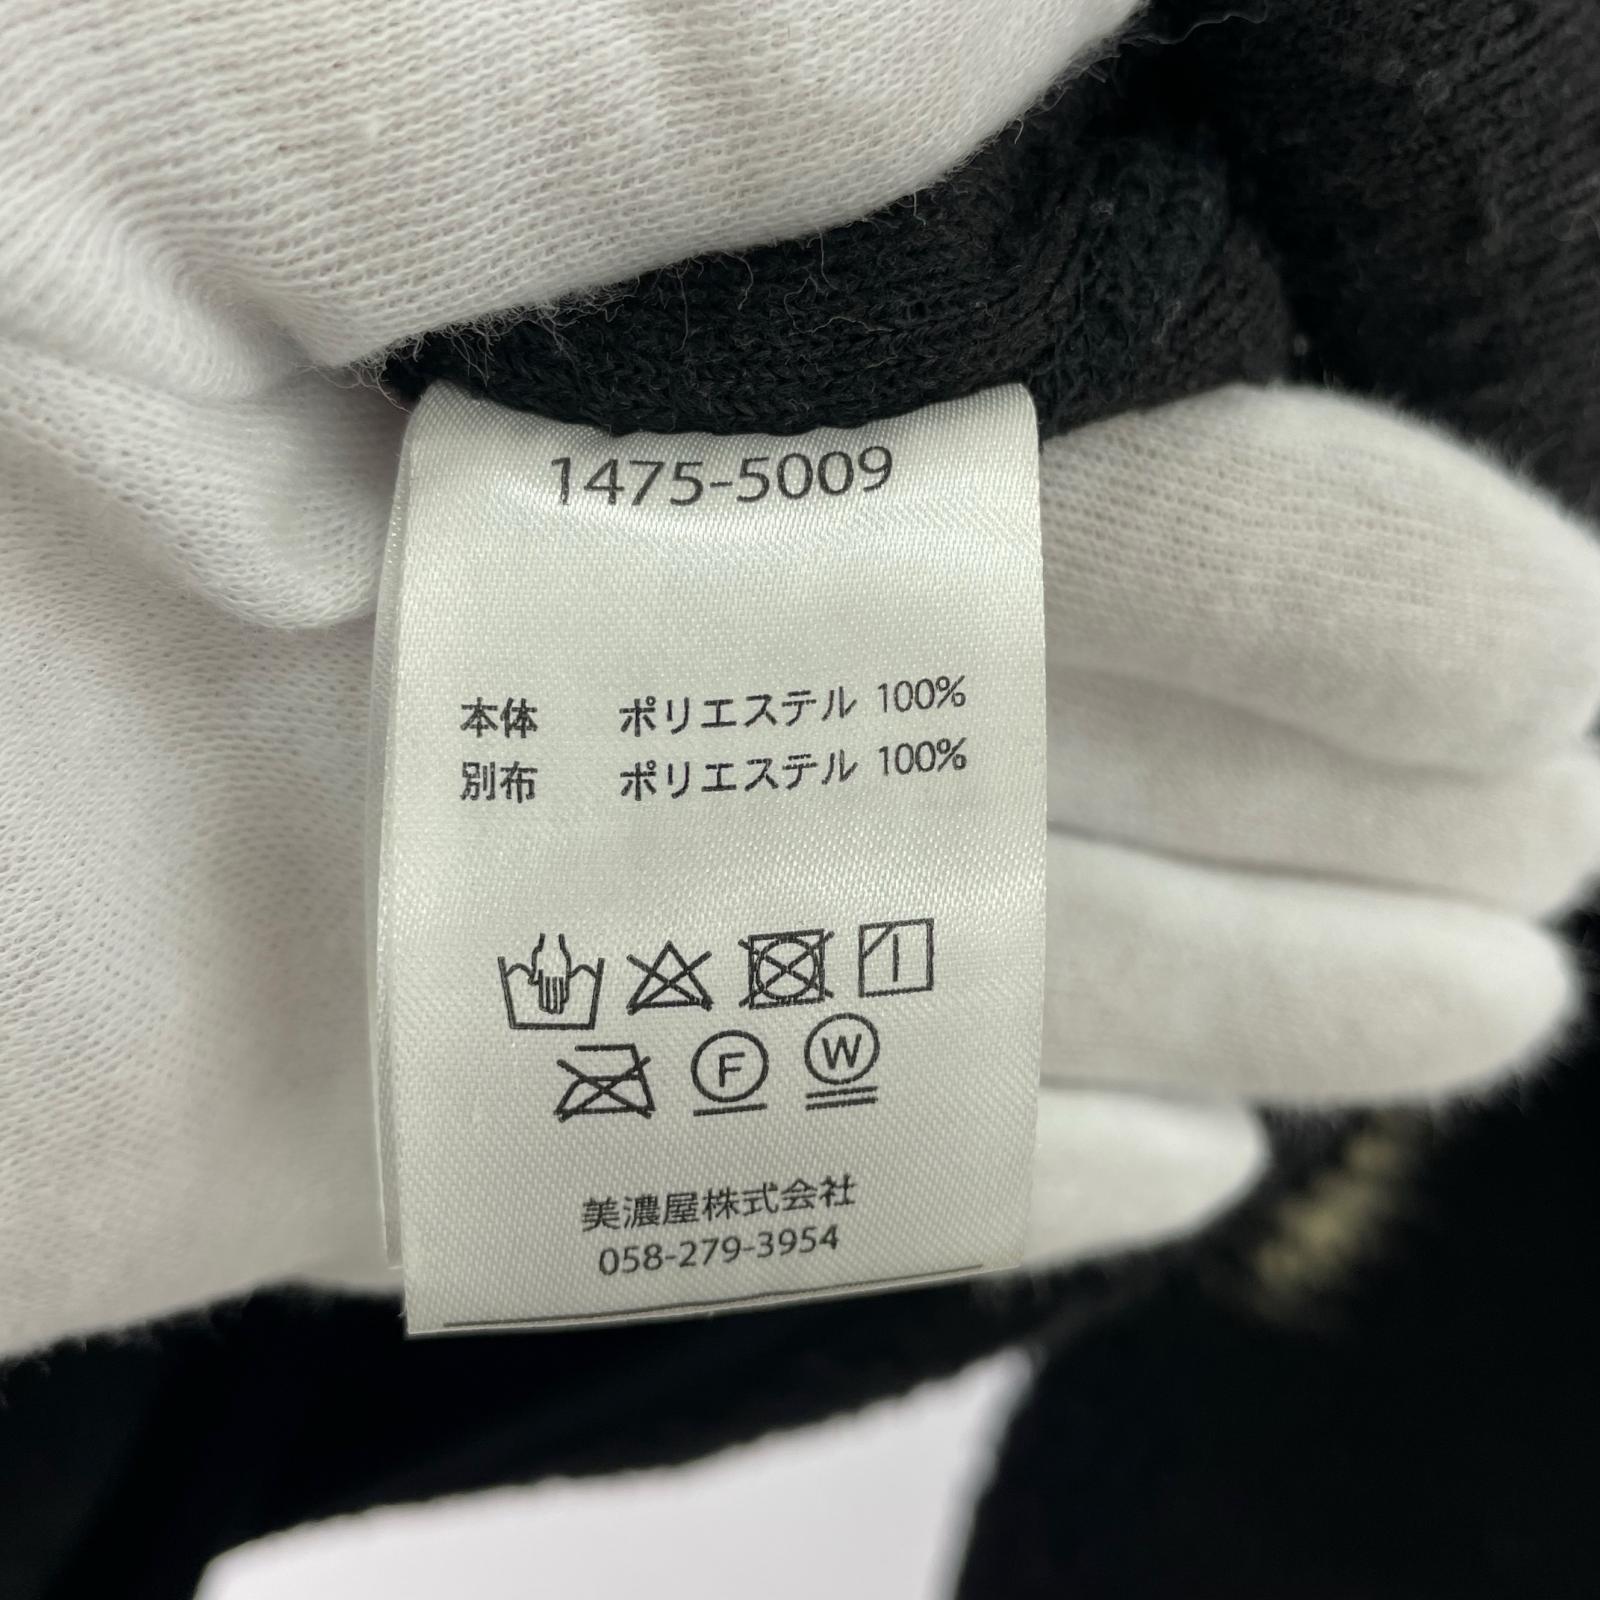 1475-5009
本体 ポリエステル 100%
別布 ポリエステル 100%
F W
美濃屋株式会社
058-279-3954